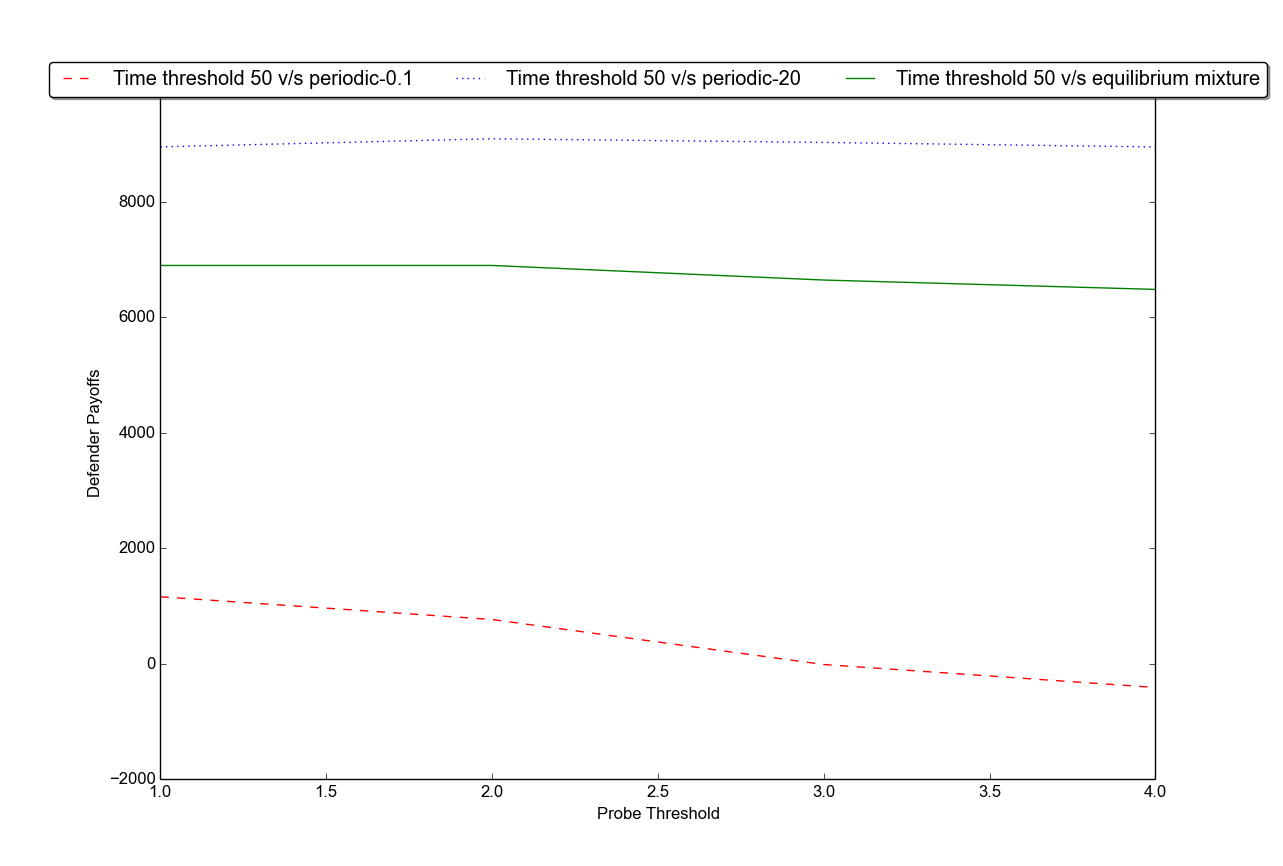 Time threshold 50 v/s periodic-0.1 Time threshold 50 v/s periodic-20 Time threshold 50 v/s equilibrium mixture
8000
6000
4000
2000
0
−2000
Defender Payoffs
1.0 1.5 2.0 2.5 3.0 3.5 4.0
Probe Threshold